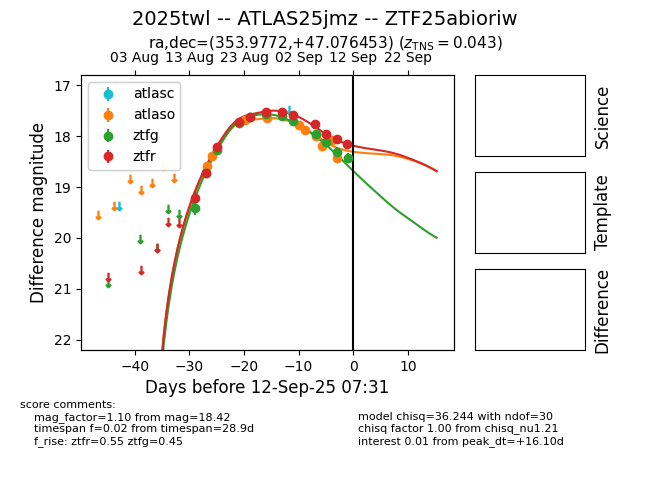 2025twl -- ATLAS25jmz -- ZTF25abioriw
ra,dec=(353.9772,+47.076453) (z_TNS = 0.043)
03 Aug 13 Aug 23 Aug 02 Sep 12 Sep 22 Sep
17
18
19
20
21
22
Difference magnitude
atlasc
atlaso
ztfg
ztfr
−40 −30 −20 −10 0 10
Days before 12-Sep-25 07:31
Science
Template
Difference
score comments:
mag_factor=1.10 from mag=18.42
timespan f=0.02 from timespan=28.9d
f_rise: ztfr=0.55 ztfg=0.45
model chisq=36.244 with ndof=30
chisq factor 1.00 from chisq_nu1.21
interest 0.01 from peak_dt=+16.10d